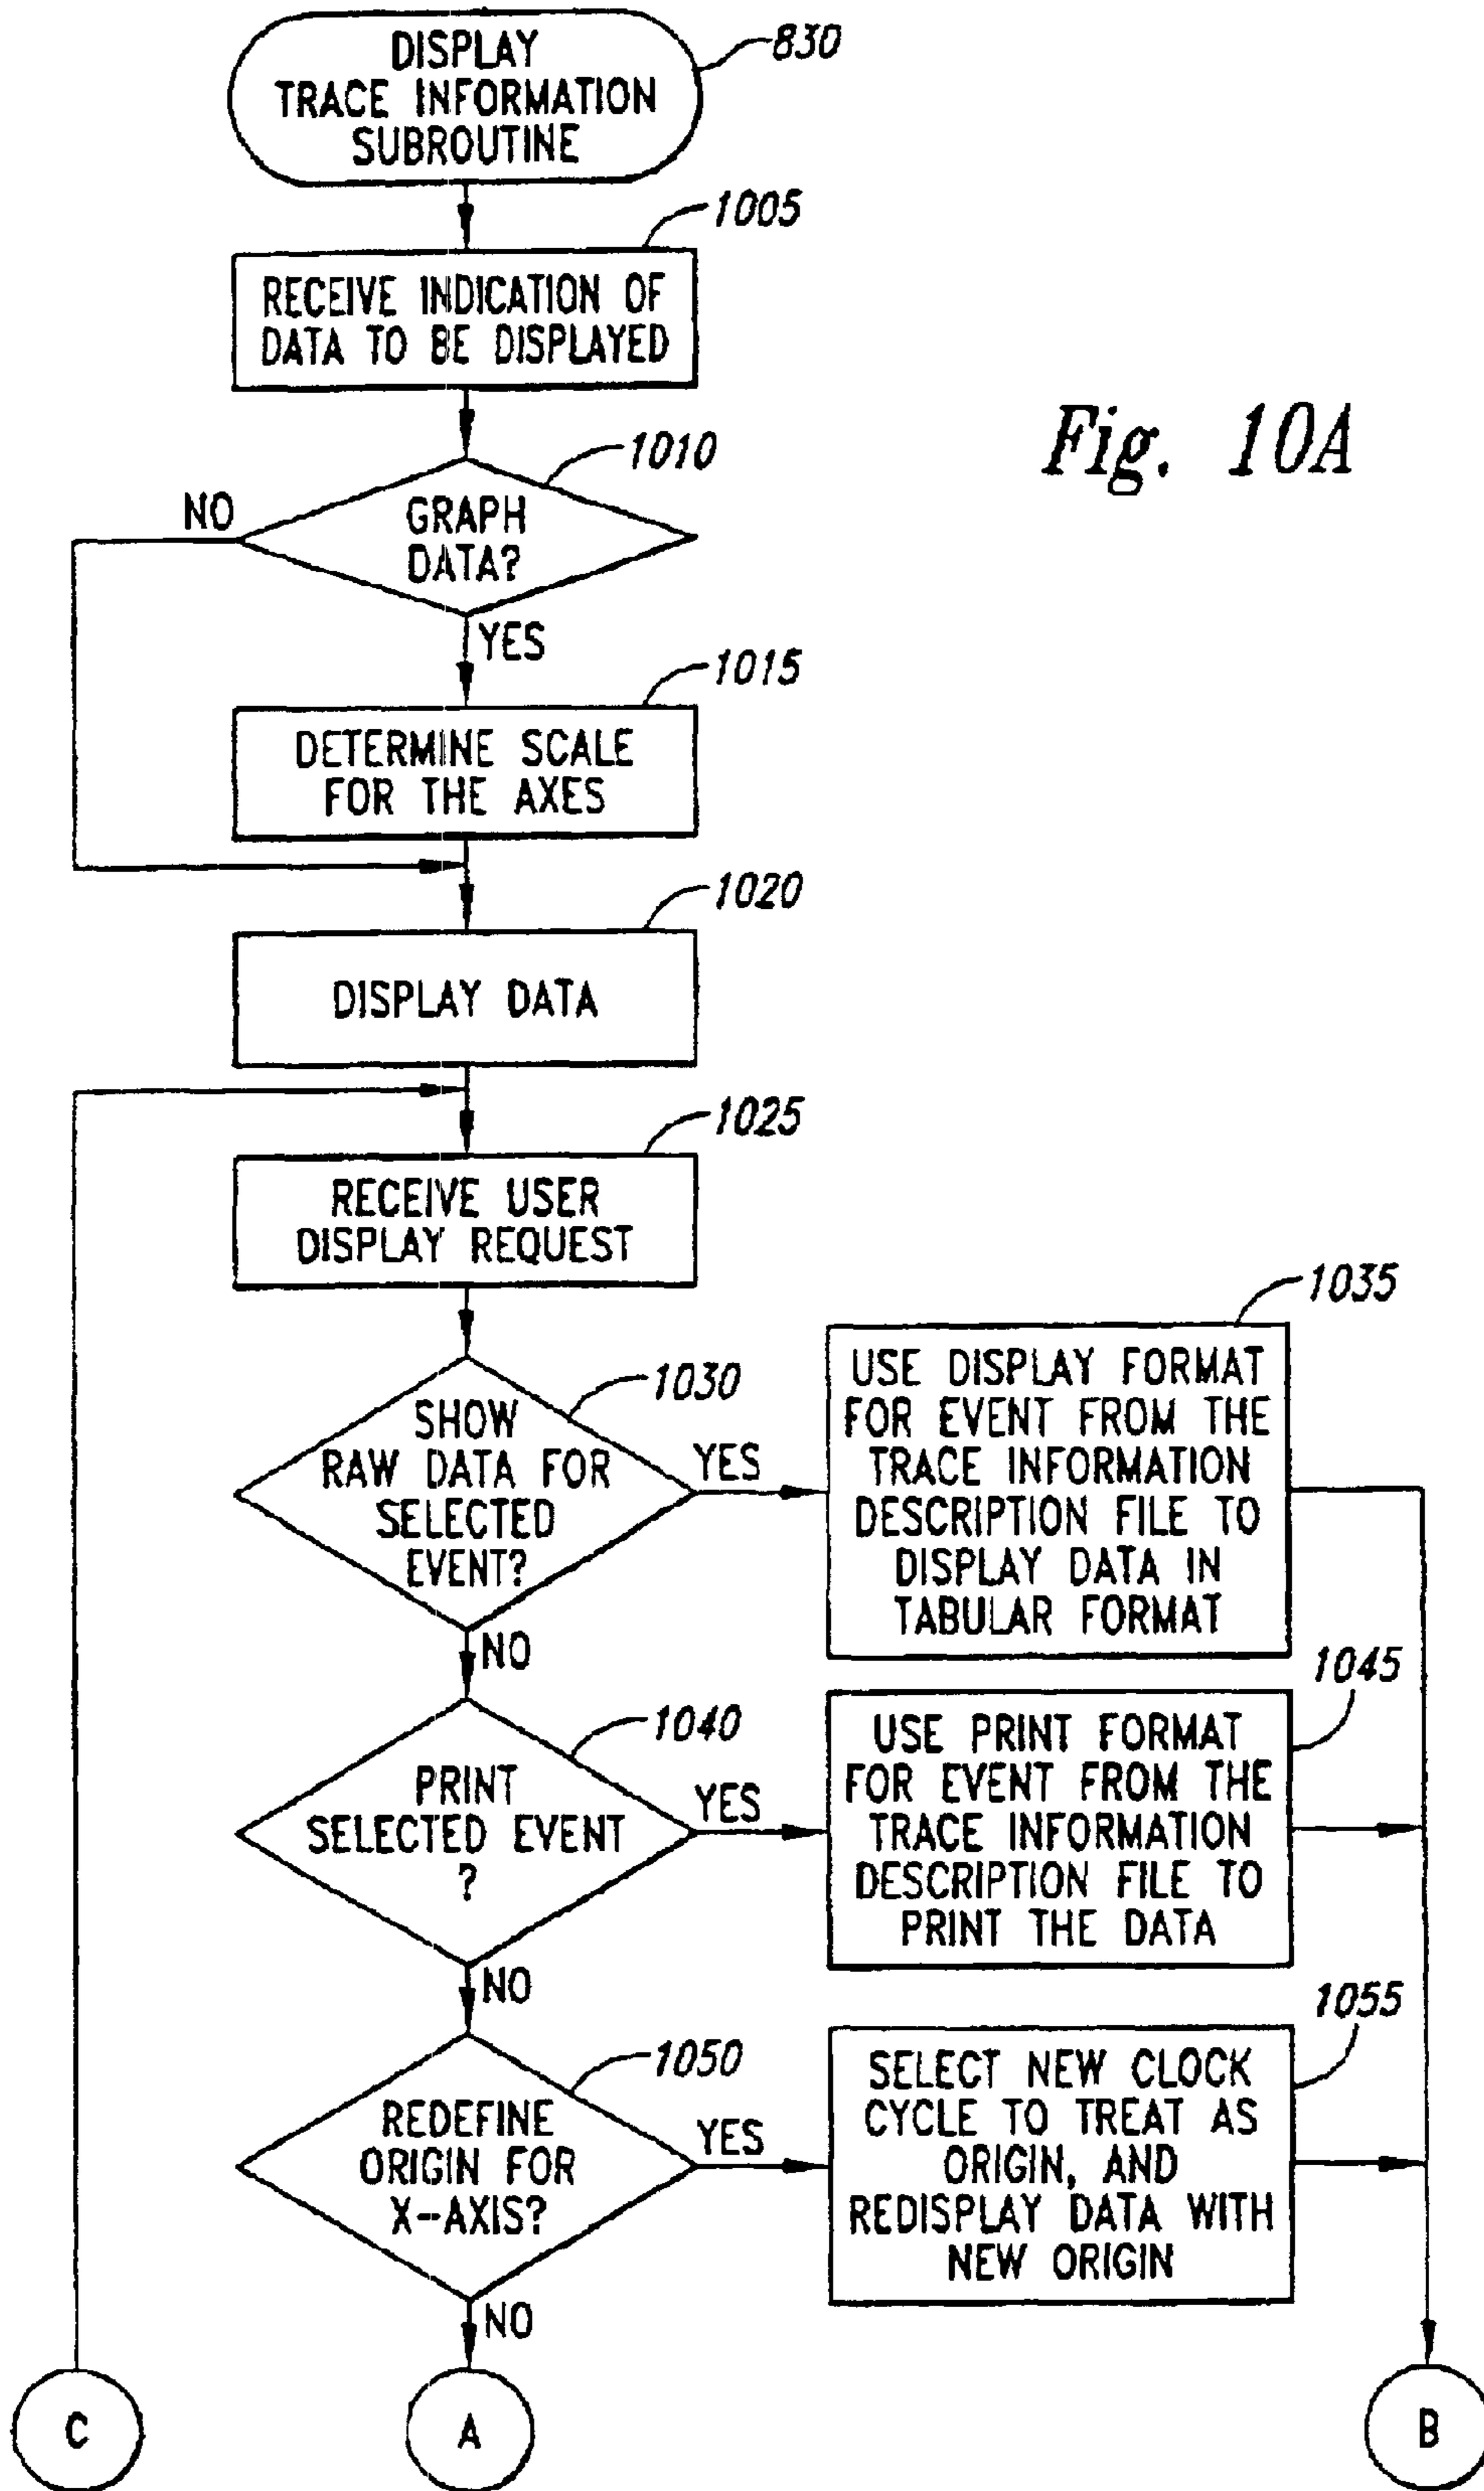 DISPLAY
TRACE INFORMATION
SUBROUTINE
830
1005
RECEIVE INDICATION OF
DATA TO BE DISPLAYED
Fig. 10A
1010
NO
GRAPH
DATA?
YES
1015
DETERMINE SCALE
FOR THE AXES
1020
DISPLAY DATA
1025
RECEIVE USER
DISPLAY REQUEST
1030
SHOW
RAW DATA FOR
SELECTED
EVENT?
YES
1035
USE DISPLAY FORMAT
FOR EVENT FROM THE
TRACE INFORMATION
DESCRIPTION FILE TO
DISPLAY DATA IN
TABULAR FORMAT
NO
1040
PRINT
SELECTED EVENT
?
YES
1045
USE PRINT FORMAT
FOR EVENT FROM THE
TRACE INFORMATION
DESCRIPTION FILE TO
PRINT THE DATA
NO
1050
REDEFINE
ORIGIN FOR
X-AXIS?
YES
1055
SELECT NEW CLOCK
CYCLE TO TREAT AS
ORIGIN, AND
REDISPLAY DATA WITH
NEW ORIGIN
NO
C
A
B